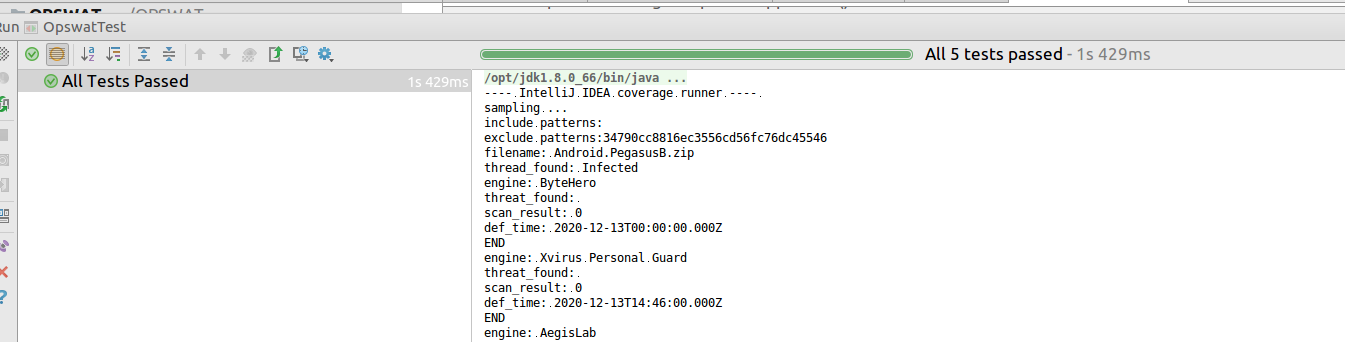 OPSWAT /OPSWAT
Run OpswatTest
All 5 tests passed - 1s 429ms
All Tests Passed 1s 429ms
/opt/jdk1.8.0_66/bin/java ...
----.IntelliJ.IDEA.coverage.runner.----.
sampling....
include.patterns:
exclude.patterns:34790cc8816ec3556cd56fc76dc45546
filename:.Android.PegasusB.zip
thread_found:.Infected
engine:.ByteHero
threat_found:.
scan_result:.0
def_time:.2020-12-13T00:00:00.000Z
END
engine:.Xvirus.Personal.Guard
threat_found:.
scan_result:.0
def_time:.2020-12-13T14:46:00.000Z
END
engine:.AegisLab